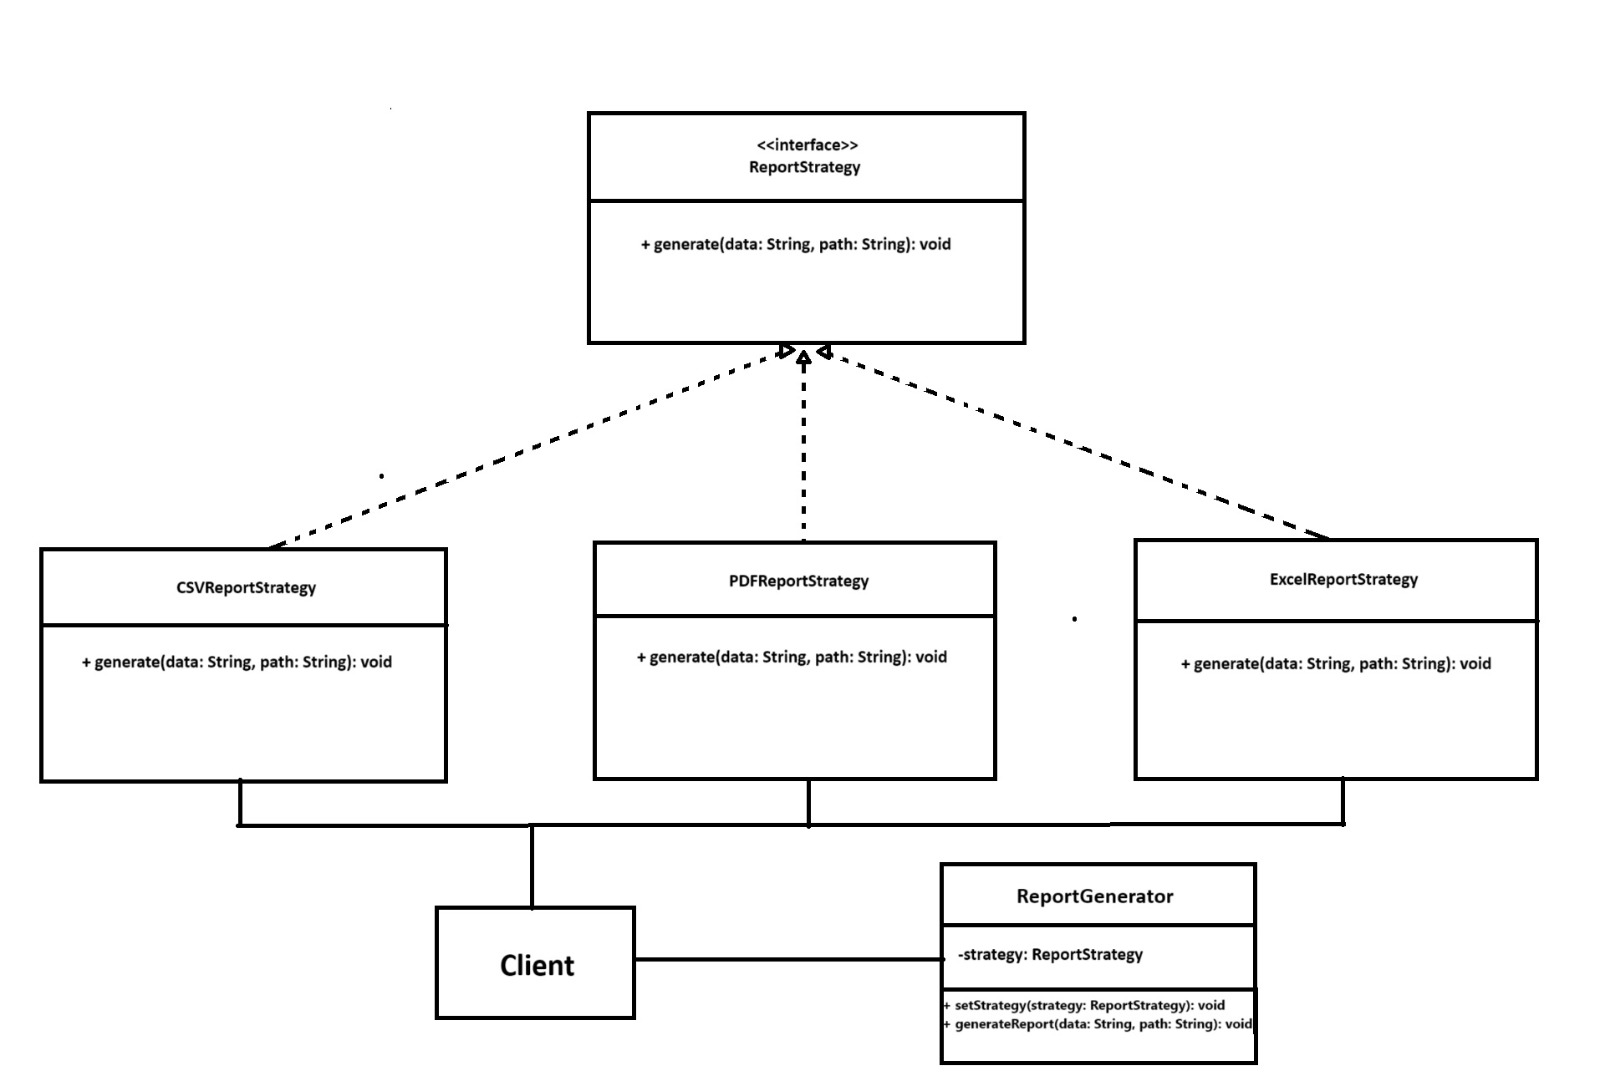 <<interface>>
ReportStrategy
+ generate(data: String, path: String): void
CSVReportStrategy
+ generate(data: String, path: String): void
PDFReportStrategy
+ generate(data: String, path: String): void
ExcelReportStrategy
+ generate(data: String, path: String): void
Client
ReportGenerator
-strategy: ReportStrategy
+ setStrategy(strategy: ReportStrategy): void
+ generateReport(data: String, path: String): void